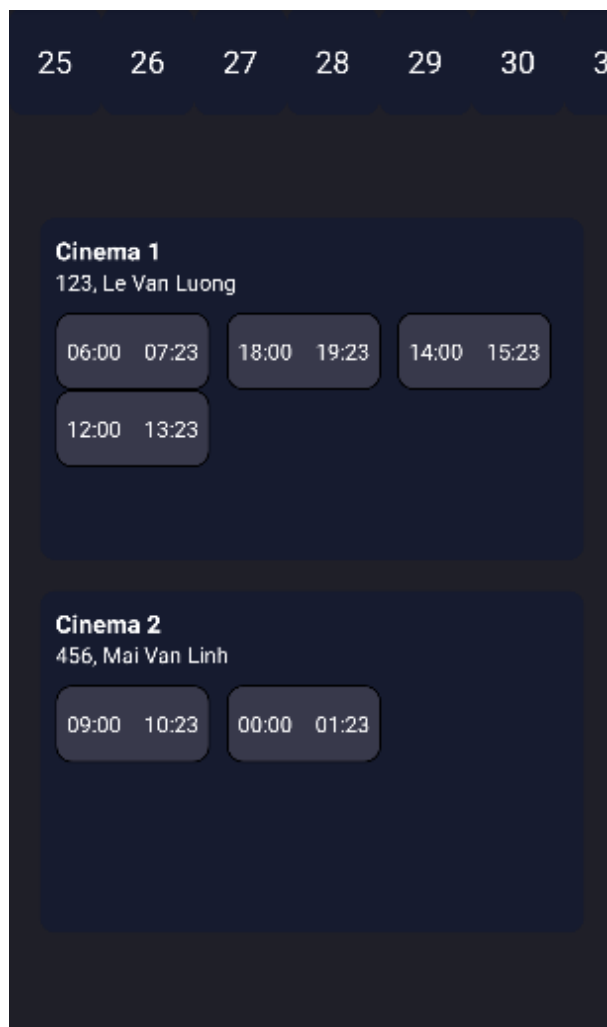 25 26 27 28 29 30 3
Cinema 1
123, Le Van Luong
06:00 07:23 18:00 19:23 14:00 15:23
12:00 13:23
Cinema 2
456, Mai Van Linh
09:00 10:23 00:00 01:23